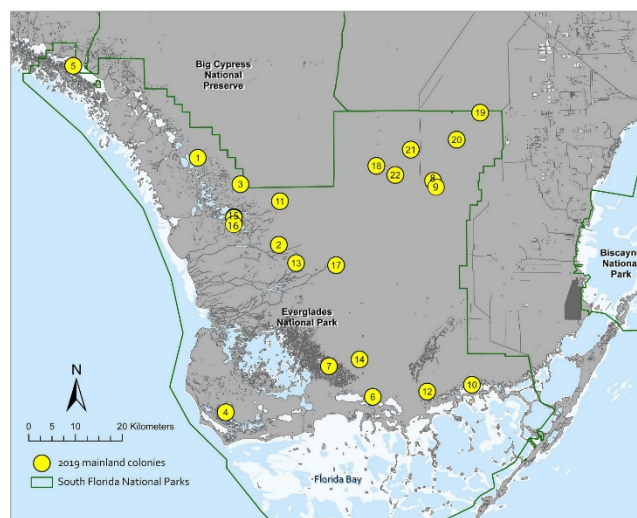 5
Big Cypress
National
Preserve
19
20
1
21
18
22
8
9
3
11
15
16
2
13
17
Biscayne
National
Park
Everglades
National Park
14
7
10
12
6
4
N
0 5 10 20 Kilometers
2019 mainland colonies
South Florida National Parks
Florida Bay